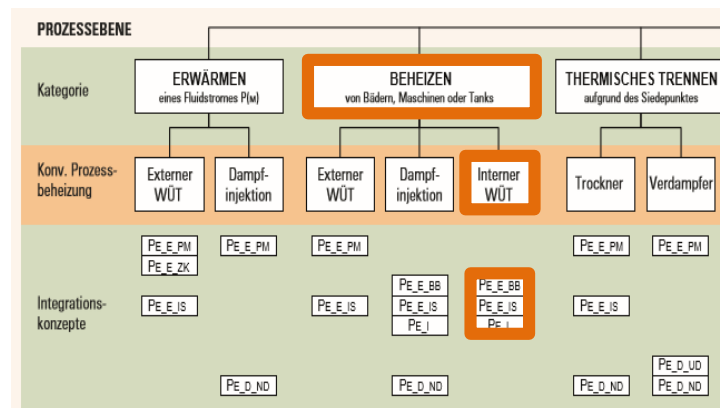 PROZESSEBENE
Kategorie
ERWÄRMEN
eines Fluidstromes P(M)
BEHEIZEN
von Bädern, Maschinen oder Tanks
THERMISCHES TRENNEN
aufgrund des Siedepunktes
Konv. Prozess-
beheizung
Externer
WÜT
Dampf-
injektion
Externer
WÜT
Dampf-
injektion
Interner
WÜT
Trockner
Verdampfer
Integrations-
konzepte
PE_E_PM
PE_E_ZK
PE_E_IS
PE_E_PM
PE_D_ND
PE_E_PM
PE_E_IS
PE_E_BB
PE_E_IS
PE_I
PE_D_ND
PE_E_BB
PE_E_IS
PE_I
PE_E_PM
PE_E_IS
PE_D_ND
PE_E_PM
PE_D_UD
PE_D_ND